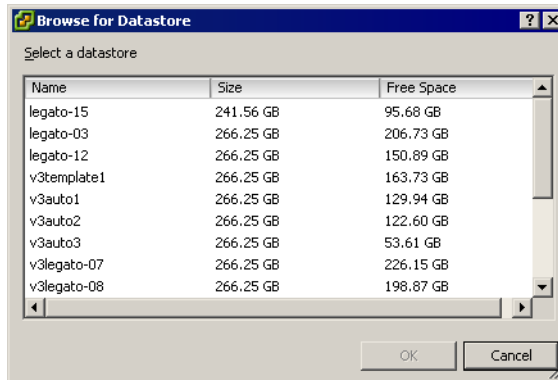 Browse for Datastore
Select a datastore
Name Size Free Space
legato-15 241.56 GB 95.68 GB
legato-03 266.25 GB 206.73 GB
legato-12 266.25 GB 150.89 GB
v3template1 266.25 GB 163.73 GB
v3auto1 266.25 GB 129.94 GB
v3auto2 266.25 GB 122.60 GB
v3auto3 266.25 GB 53.61 GB
v3legato-07 266.25 GB 226.15 GB
v3legato-08 266.25 GB 198.87 GB
OK Cancel